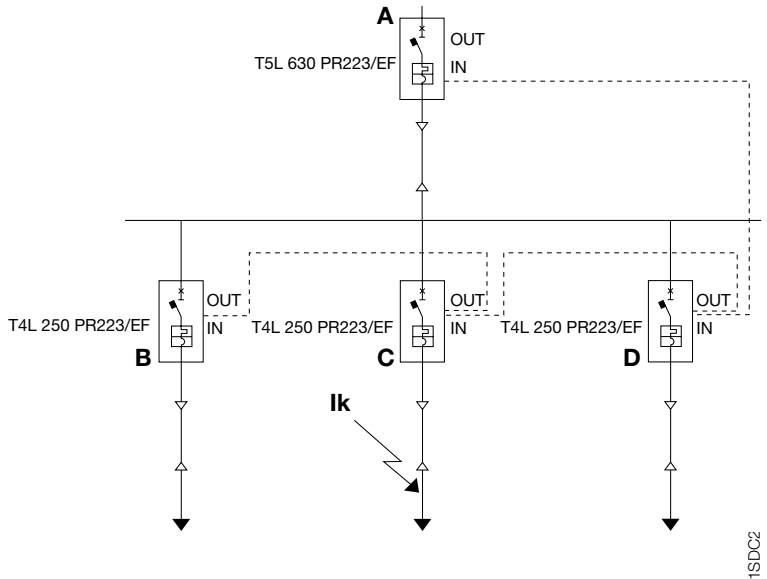 A
OUT
T5L 630 PR223/EF
IN
OUT
OUT
OUT
T4L 250 PR223/EF
IN
T4L 250 PR223/EF
IN
T4L 250 PR223/EF
IN
B
C
D
Ik
1SDC2